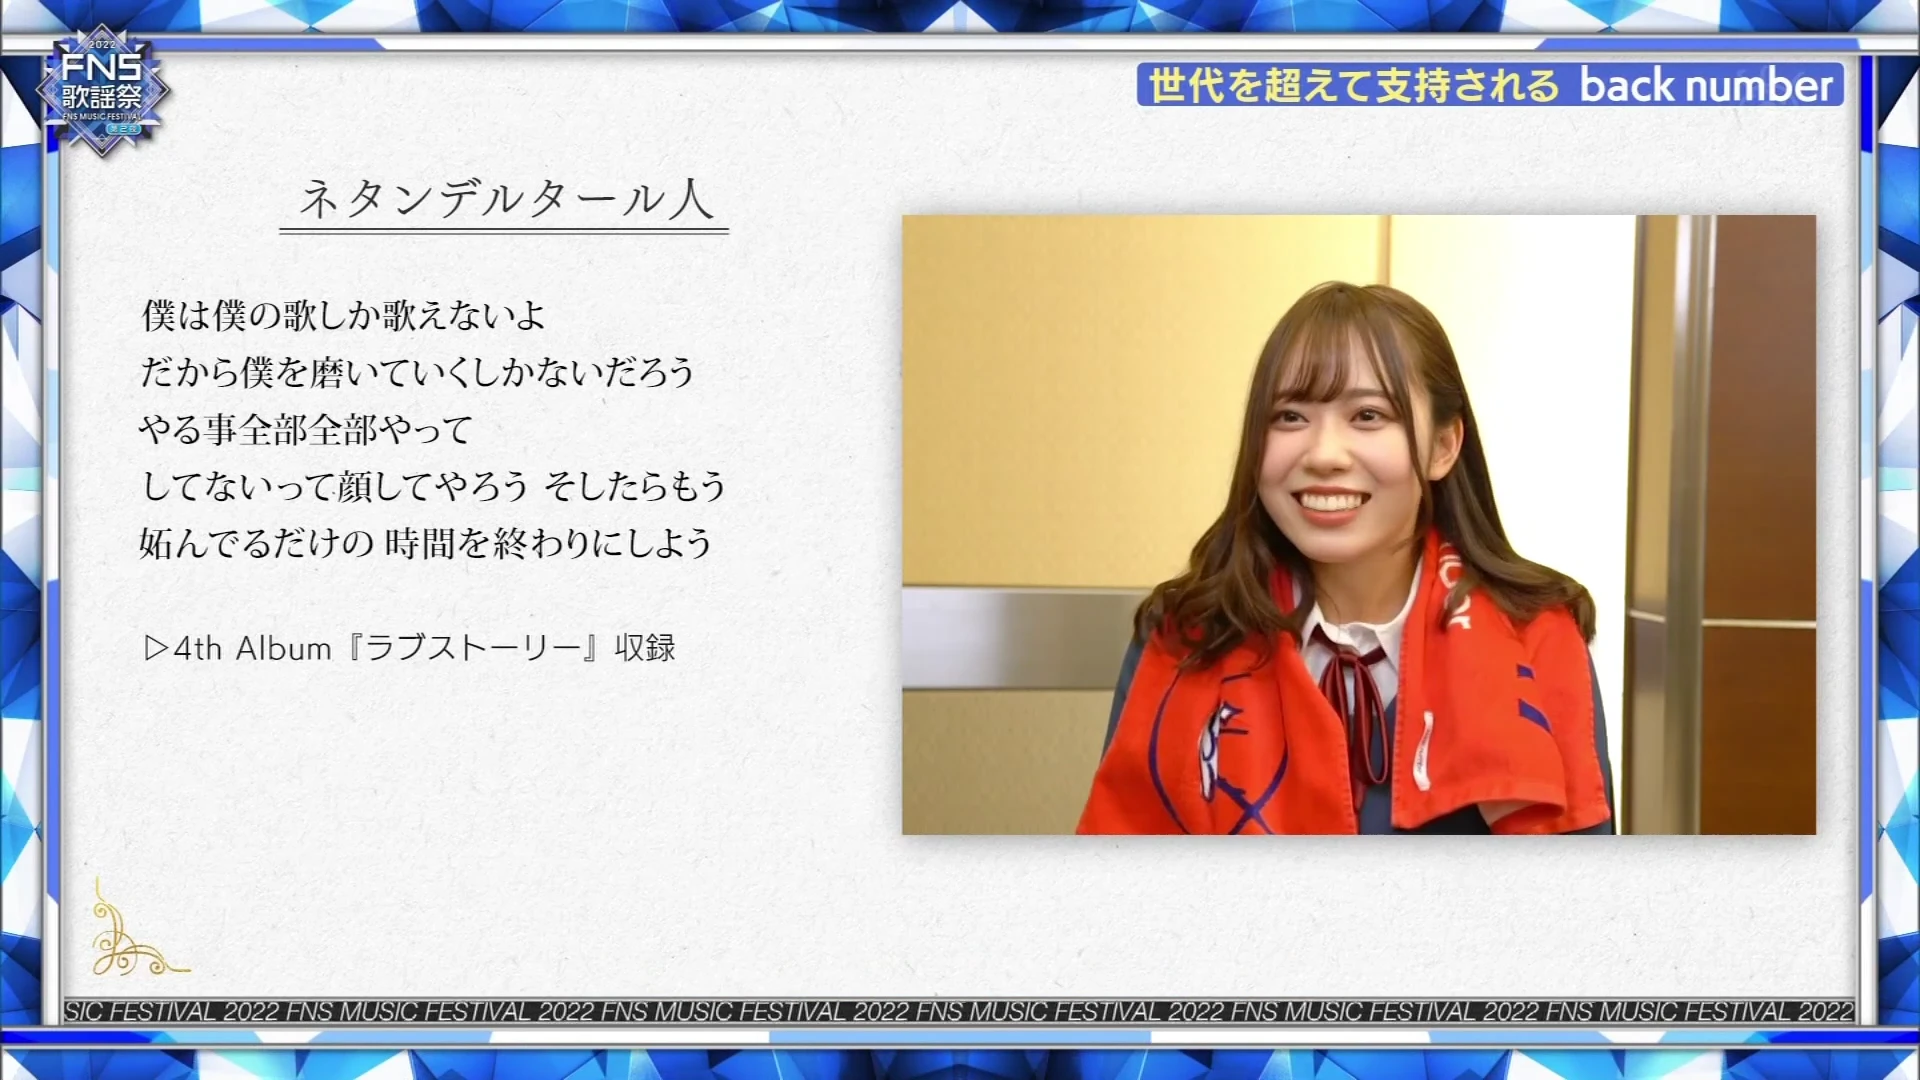 2022
FNS
歌謡祭
FNS MUSIC FESTIVAL
第2夜
世代を超えて支持される back number
ネタンデルタール人
僕は僕の歌しか歌えないよ
だから僕を磨いていくしかないだろう
やる事全部全部やって
してないって顔してやろう そしたらもう
妬んでるだけの 時間を終わりにしよう
▷4th Album『ラブストーリー』収録
SIC FESTIVAL 2022 FNS MUSIC FESTIVAL 2022 FNS MUSIC FESTIVAL 2022 FNS MUSIC FESTIVAL 2022 FNS MUSIC FESTIVAL 2022 FNS MUSIC FESTIVAL 2022